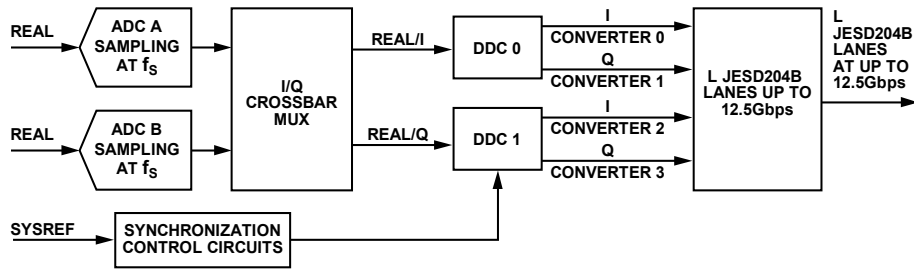 REAL
ADC A
SAMPLING
AT fS
REAL
ADC B
SAMPLING
AT fS
I/Q
CROSSBAR
MUX
REAL/I
REAL/Q
DDC 0
DDC 1
I
CONVERTER 0
Q
CONVERTER 1
I
CONVERTER 2
Q
CONVERTER 3
L JESD204B
LANES UP TO
12.5Gbps
L
JESD204B
LANES
AT UP TO
12.5Gbps
SYSREF
SYNCHRONIZATION
CONTROL CIRCUITS